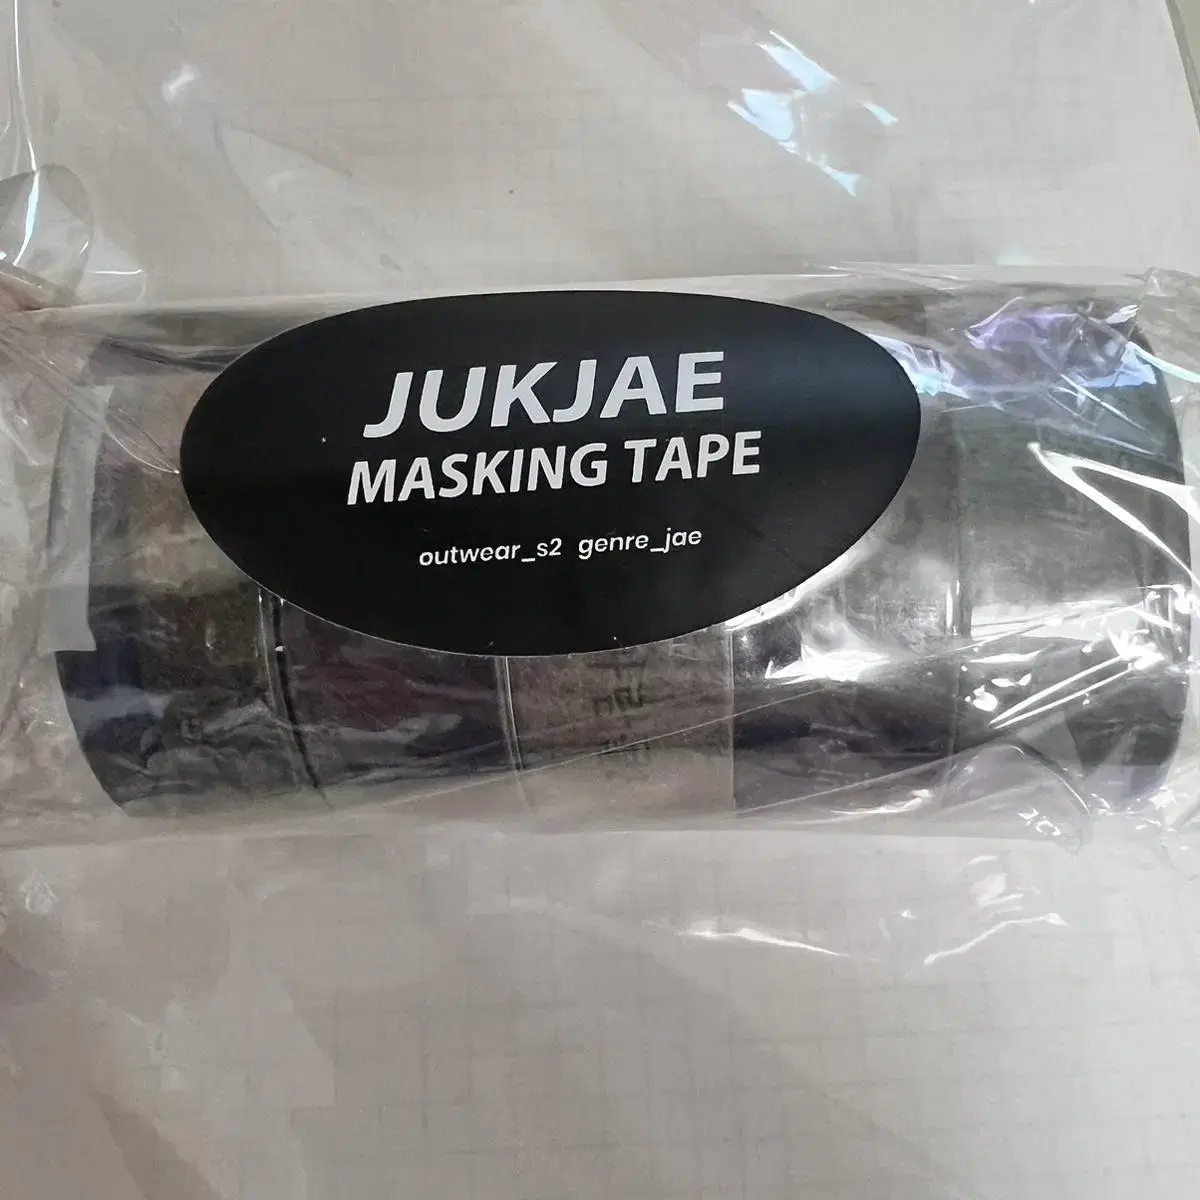 JUKJAE
MASKING TAPE
outwear_s2 genre_jae